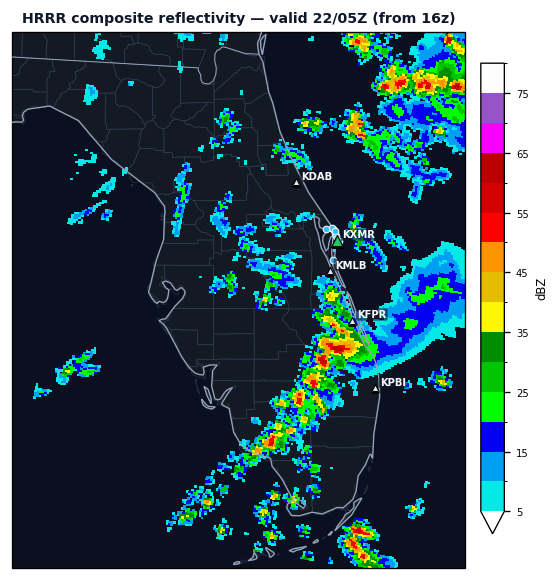 HRRR composite reflectivity — valid 22/05Z (from 16z)
KDAB
KXMR
KMLB
KFPR
KPBI
75
65
55
45
35
25
15
5
dBZ